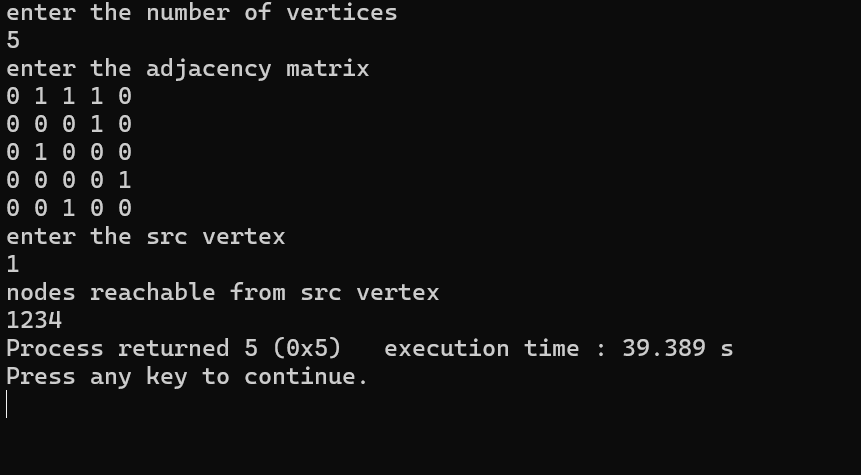 enter the number of vertices
5
enter the adjacency matrix
0 1 1 1 0
0 0 0 1 0
0 1 0 0 0
0 0 0 0 1
0 0 1 0 0
enter the src vertex
1
nodes reachable from src vertex
1234
Process returned 5 (0x5)   execution time : 39.389 s
Press any key to continue.